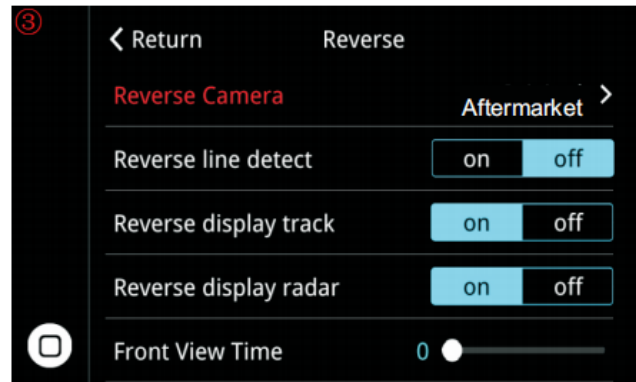 ③
Return Reverse
Reverse Camera Aftermarket
Reverse line detect on off
Reverse display track on off
Reverse display radar on off
Front View Time 0